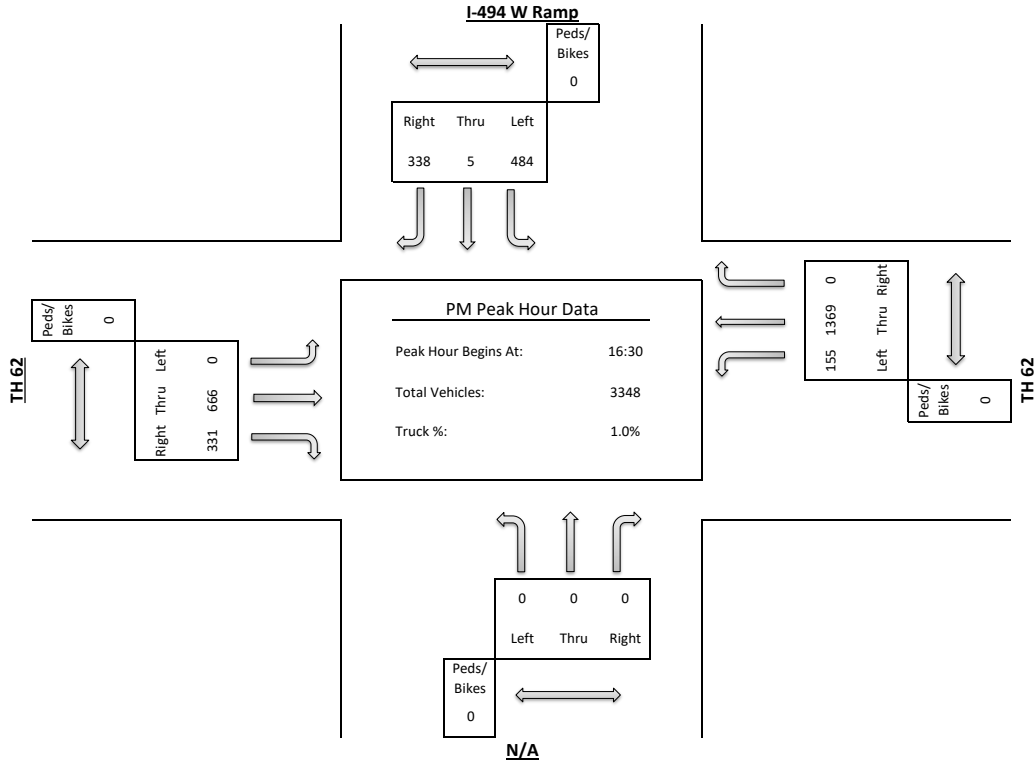 I-494 W Ramp
Peds/
Bikes
0
Right Thru Left
338 5 484
TH 62
Peds/
Bikes
0
Left 0
Thru 666
Right 331
PM Peak Hour Data
Peak Hour Begins At: 16:30
Total Vehicles: 3348
Truck %: 1.0%
0 Right
1369 Thru
155 Left
Peds/
Bikes
0
TH 62
0 0 0
Left Thru Right
Peds/
Bikes
0
N/A